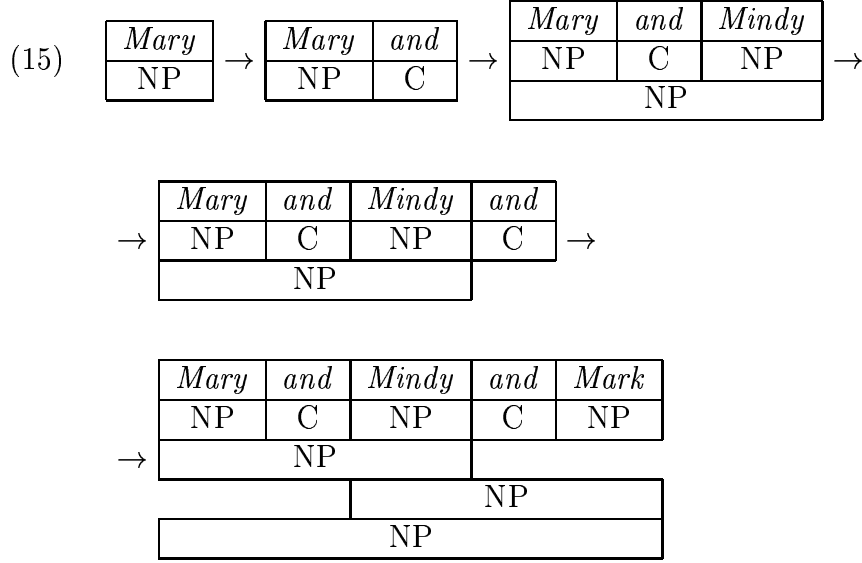 (15) Mary → Mary and → Mary and Mindy →
NP NP C NP C NP
NP
→ Mary and Mindy and →
NP C NP C
NP
→ Mary and Mindy and Mark
NP C NP C NP
NP
NP
NP